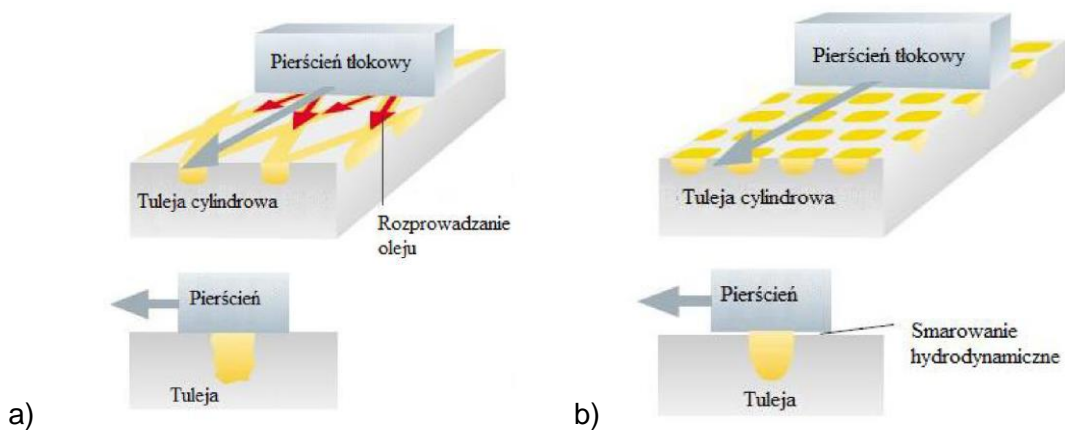 Pierścień tłokowy
Tuleja cylindrowa
Rozprowadzanie
oleju
Pierścień
Tuleja
a)
Pierścień tłokowy
Tuleja cylindrowa
Pierścień
Smarowanie
hydrodynamiczne
Tuleja
b)